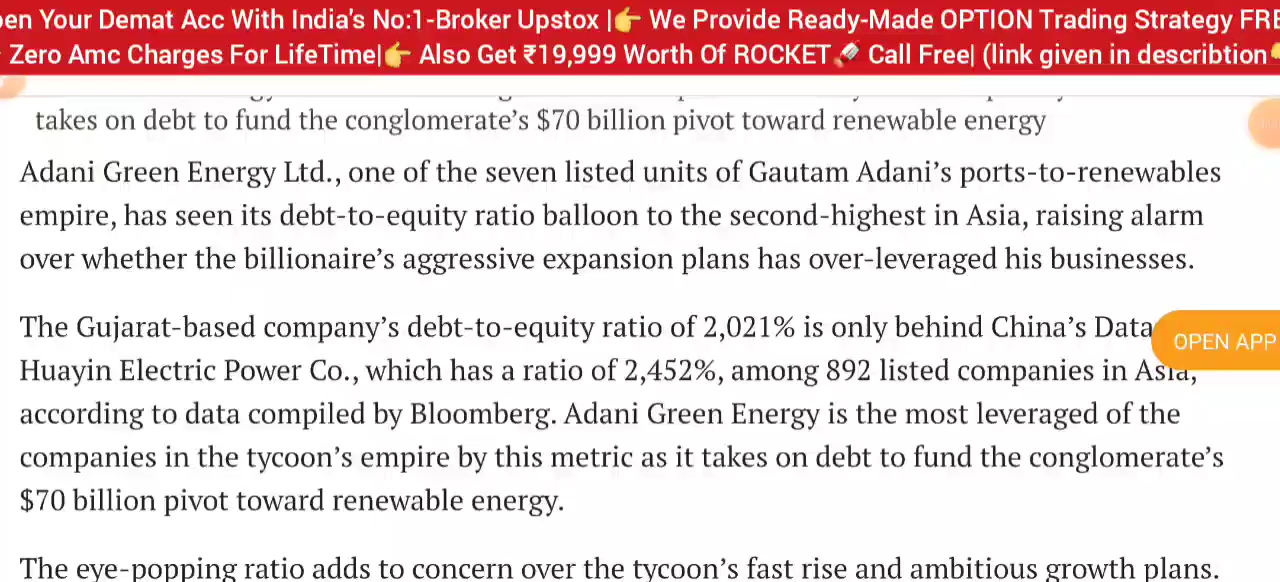 en Your Demat Acc With India's No:1-Broker Upstox |👉 We Provide Ready-Made OPTION Trading Strategy FRE
Zero Amc Charges For LifeTime|👉 Also Get ₹19,999 Worth Of ROCKET🚀 Call Free| (link given in describtion👇
takes on debt to fund the conglomerate’s $70 billion pivot toward renewable energy
Adani Green Energy Ltd., one of the seven listed units of Gautam Adani’s ports-to-renewables
empire, has seen its debt-to-equity ratio balloon to the second-highest in Asia, raising alarm
over whether the billionaire’s aggressive expansion plans has over-leveraged his businesses.
The Gujarat-based company’s debt-to-equity ratio of 2,021% is only behind China’s Data
OPEN APP
Huayin Electric Power Co., which has a ratio of 2,452%, among 892 listed companies in Asia,
according to data compiled by Bloomberg. Adani Green Energy is the most leveraged of the
companies in the tycoon’s empire by this metric as it takes on debt to fund the conglomerate’s
$70 billion pivot toward renewable energy.
The eye-popping ratio adds to concern over the tycoon’s fast rise and ambitious growth plans.